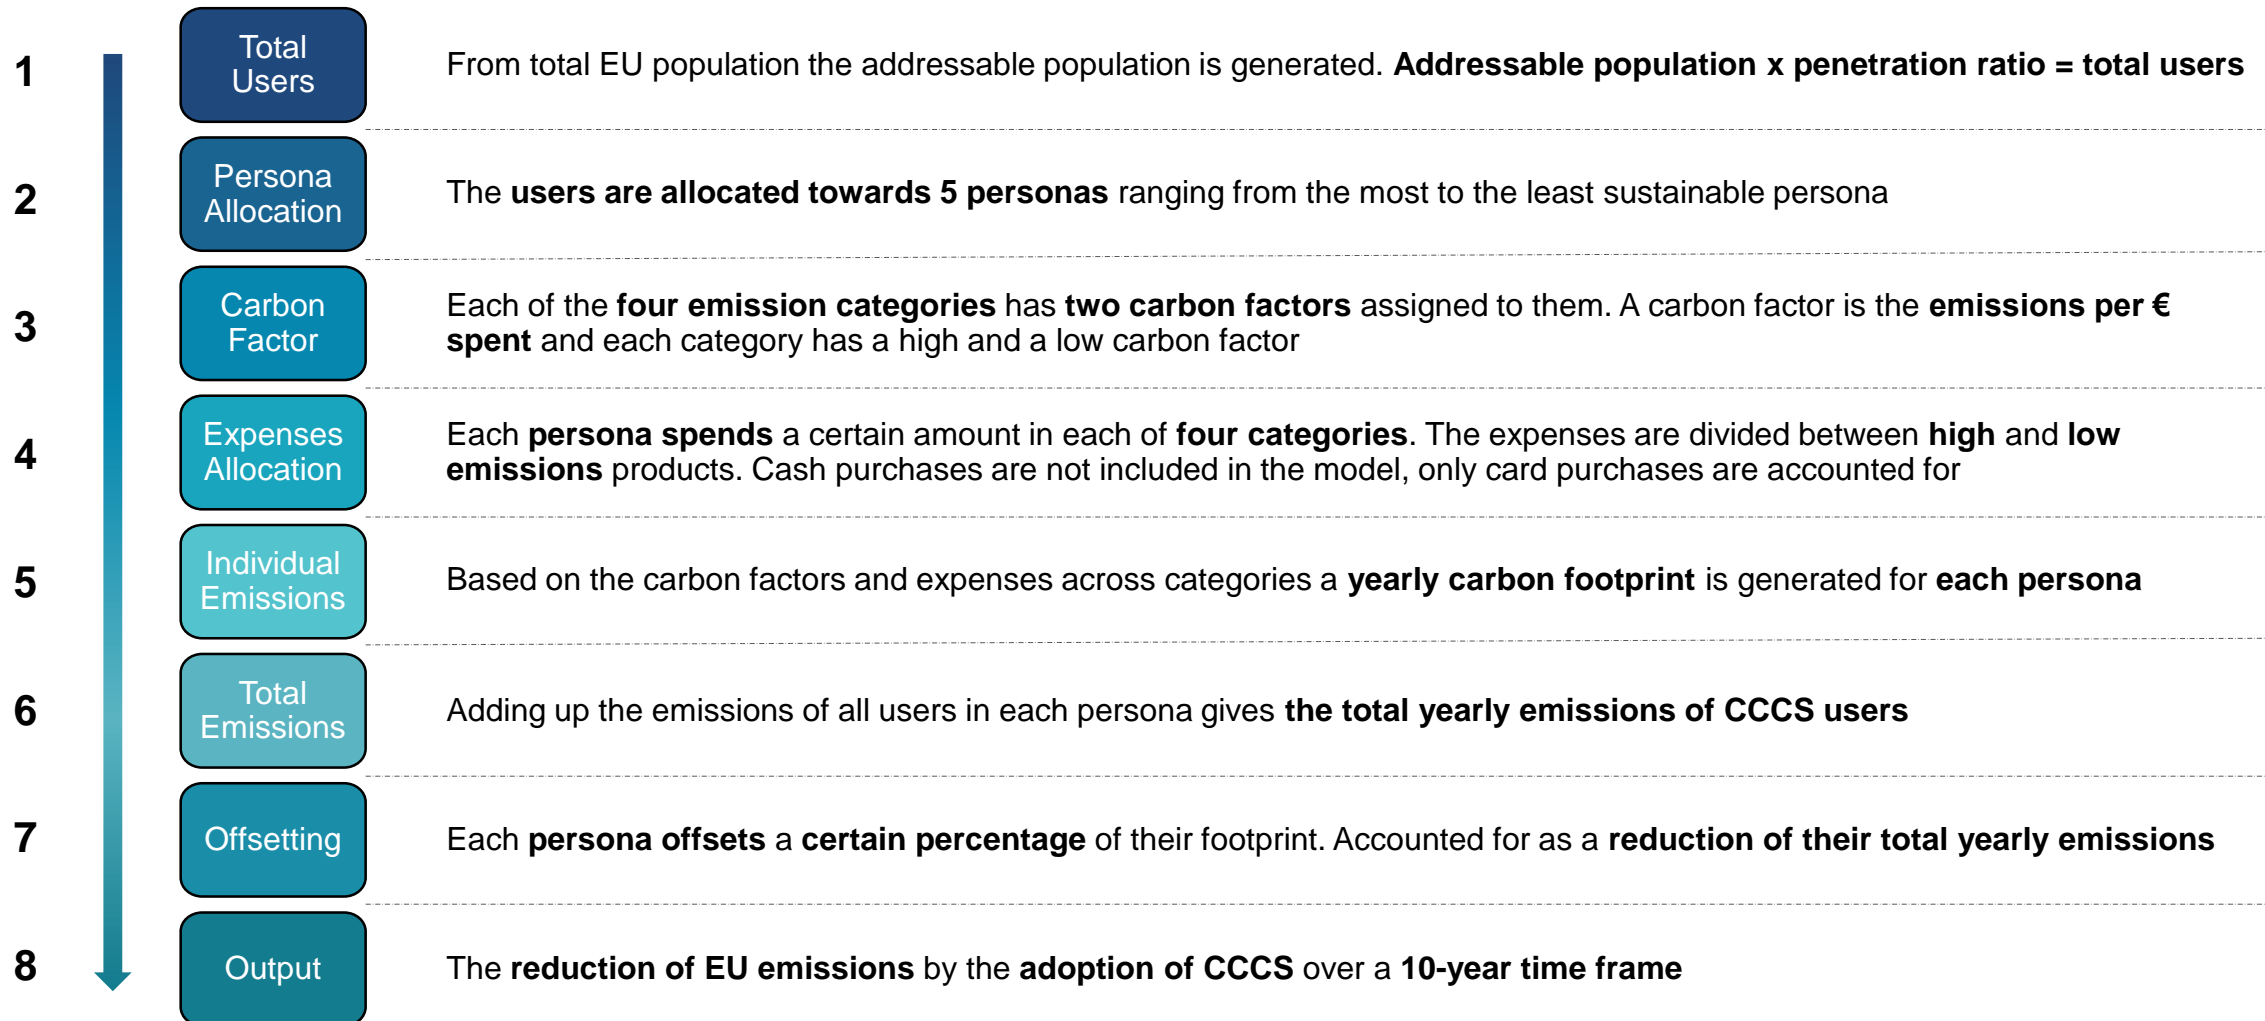 1
Total
Users
From total EU population the addressable population is generated. Addressable population x penetration ratio = total users
2
Persona
Allocation
The users are allocated towards 5 personas ranging from the most to the least sustainable persona
3
Carbon
Factor
Each of the four emission categories has two carbon factors assigned to them. A carbon factor is the emissions per €
spent and each category has a high and a low carbon factor
4
Expenses
Allocation
Each persona spends a certain amount in each of four categories. The expenses are divided between high and low
emissions products. Cash purchases are not included in the model, only card purchases are accounted for
5
Individual
Emissions
Based on the carbon factors and expenses across categories a yearly carbon footprint is generated for each persona
6
Total
Emissions
Adding up the emissions of all users in each persona gives the total yearly emissions of CCCS users
7
Offsetting
Each persona offsets a certain percentage of their footprint. Accounted for as a reduction of their total yearly emissions
8
Output
The reduction of EU emissions by the adoption of CCCS over a 10-year time frame